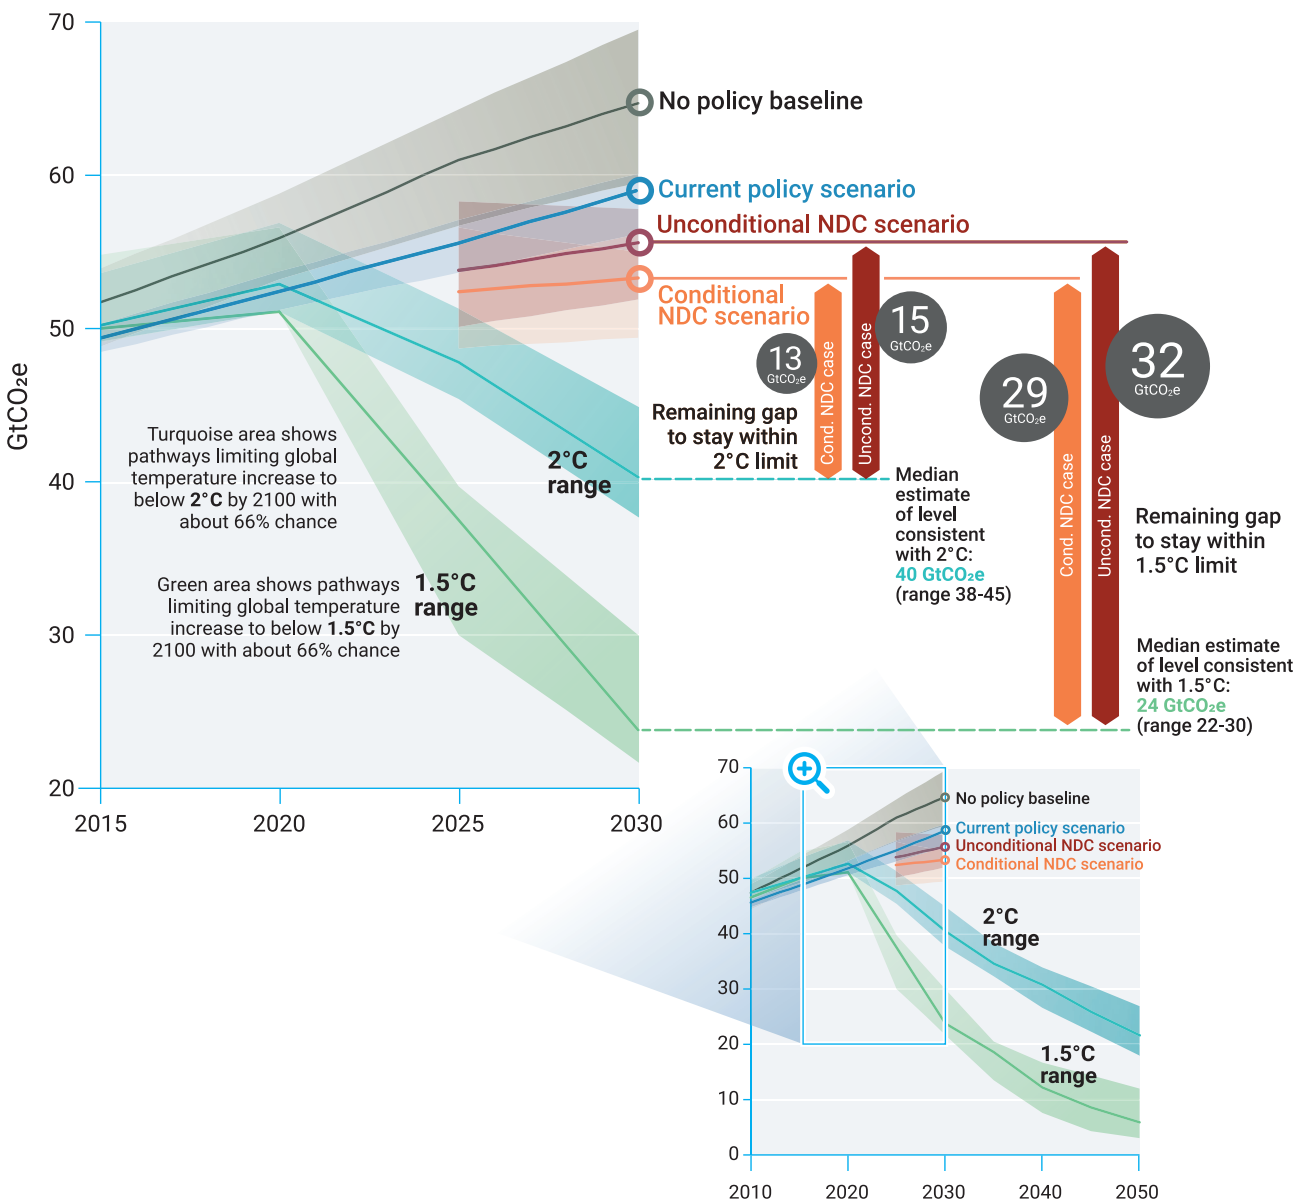 70
60
50
40
30
20
GtCO₂e
2015
2020
2025
2030
No policy baseline
Current policy scenario
Unconditional NDC scenario
Conditional
NDC scenario
13
GtCO₂e
15
GtCO₂e
29
GtCO₂e
32
GtCO₂e
Cond. NDC case
Uncond. NDC case
Cond. NDC case
Uncond. NDC case
Remaining gap
to stay within
2°C limit
Turquoise area shows
pathways limiting global
temperature increase to
below 2°C by 2100 with
about 66% chance
2°C
range
Median
estimate
of level
consistent
with 2°C:
40 GtCO₂e
(range 38-45)
Remaining gap
to stay within
1.5°C limit
Green area shows pathways
limiting global temperature
increase to below 1.5°C by
2100 with about 66% chance
1.5°C
range
Median estimate
of level consistent
with 1.5°C:
24 GtCO₂e
(range 22-30)
70
60
50
40
30
20
10
0
No policy baseline
Current policy scenario
Unconditional NDC scenario
Conditional NDC scenario
2°C
range
1.5°C
range
2010
2020
2030
2040
2050